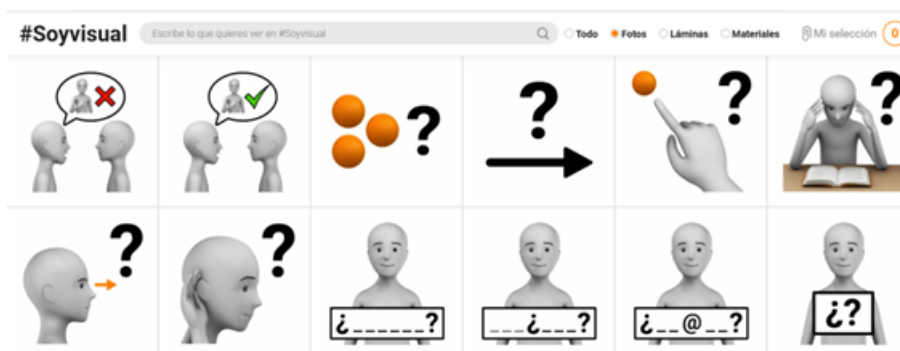 #Soyvisual
Escribe lo que quieres ver en #Soyvisual
Todo Fotos Láminas Materiales
Mi selección 0
?
?
?
?
?
?
¿______?
___¿___?
¿__@__?
¿?